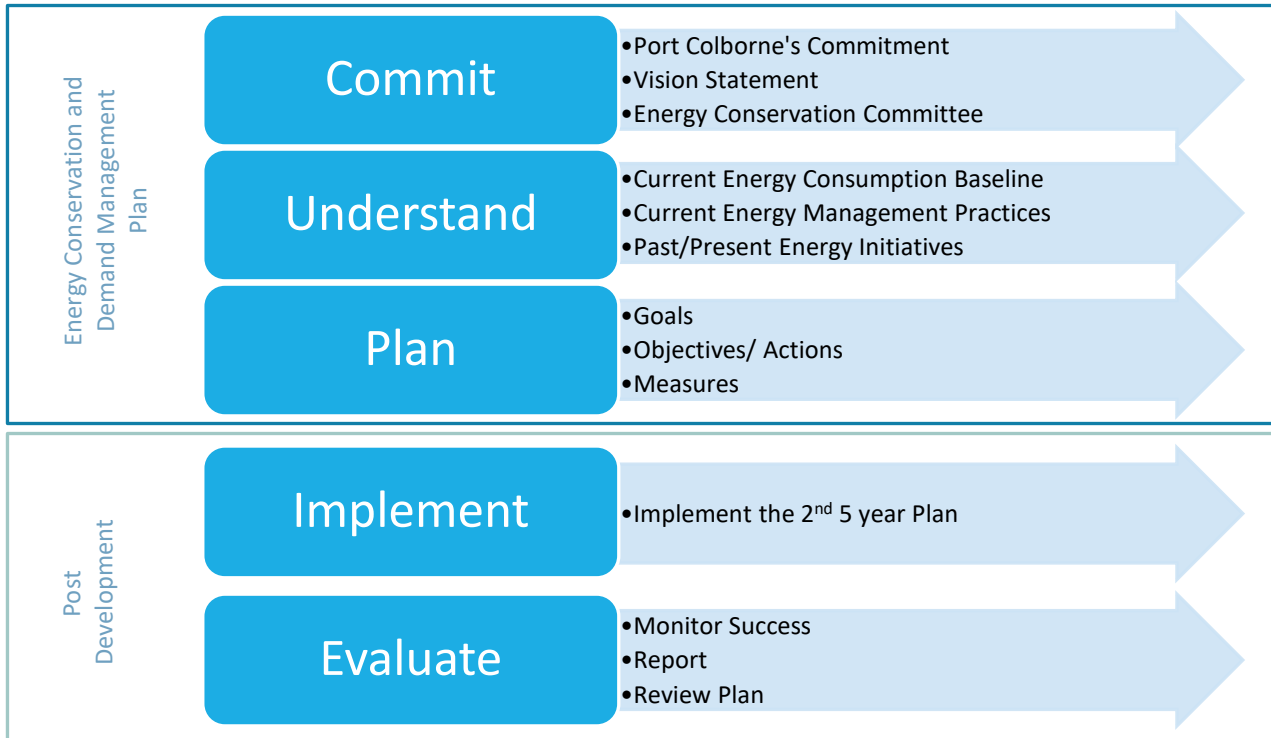 Energy Conservation and
Demand Management
Plan
Commit
•Port Colborne's Commitment
•Vision Statement
•Energy Conservation Committee
Understand
•Current Energy Consumption Baseline
•Current Energy Management Practices
•Past/Present Energy Initiatives
Plan
•Goals
•Objectives/ Actions
•Measures
Post
Development
Implement
•Implement the 2nd 5 year Plan
Evaluate
•Monitor Success
•Report
•Review Plan